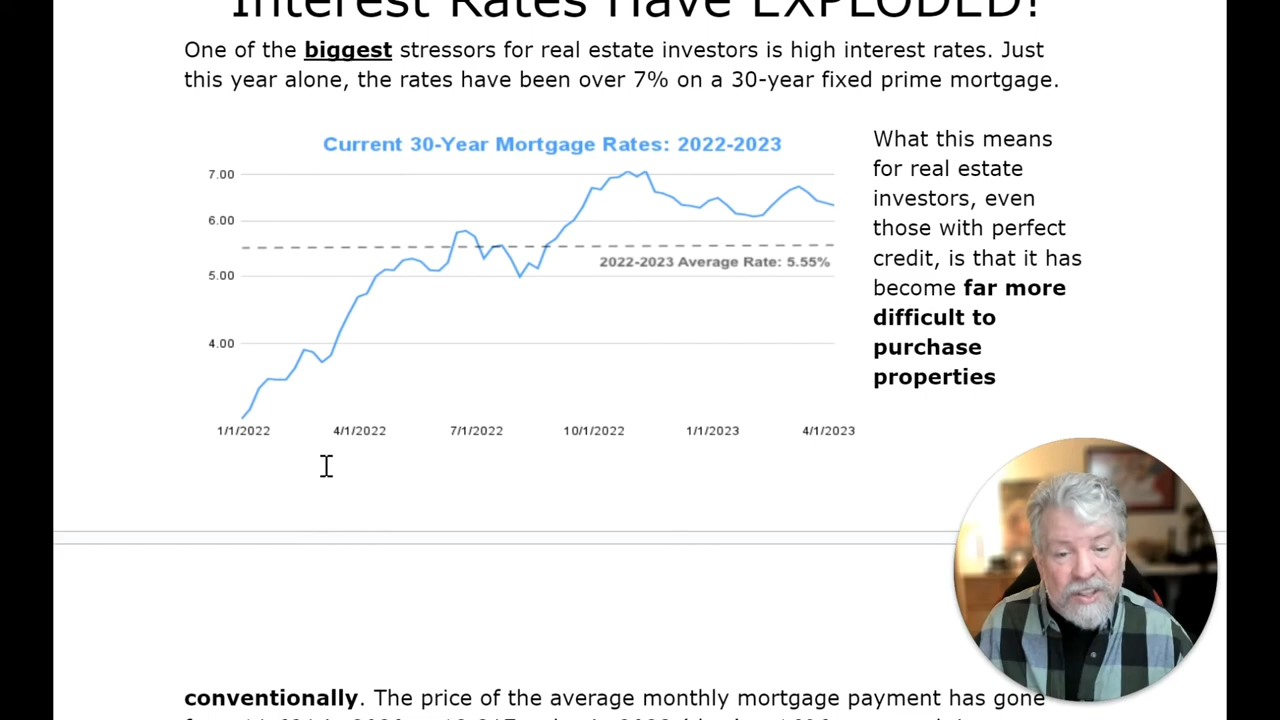 Interest Rates Have EXPLODED!
One of the biggest stressors for real estate investors is high interest rates. Just
this year alone, the rates have been over 7% on a 30-year fixed prime mortgage.
Current 30-Year Mortgage Rates: 2022-2023
7.00
6.00
5.00
4.00
2022-2023 Average Rate: 5.55%
1/1/2022 4/1/2022 7/1/2022 10/1/2022 1/1/2023 4/1/2023
What this means
for real estate
investors, even
those with perfect
credit, is that it has
become far more
difficult to
purchase
properties
conventionally. The price of the average monthly mortgage payment has gone